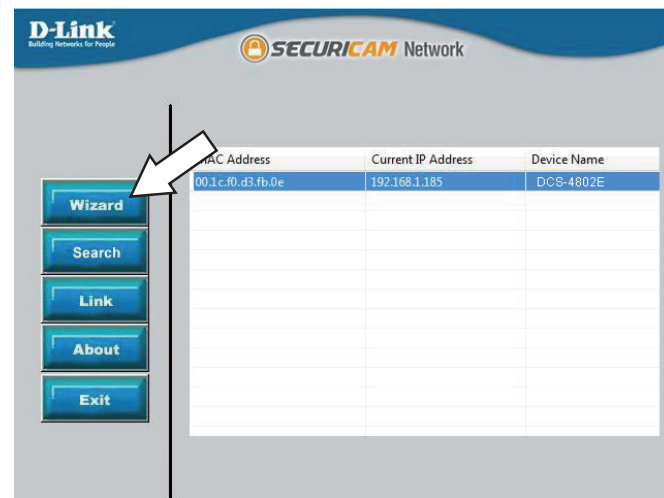 D-Link
Building Networks for People
SECURICAM Network
MAC Address Current IP Address Device Name
00.1c.f0.d3.fb.0e 192.168.1.185 DCS-4802E
Wizard
Search
Link
About
Exit